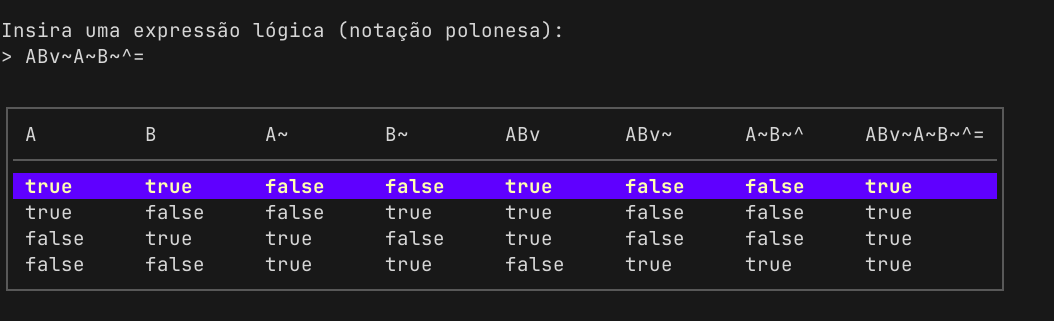 Insira uma expressão lógica (notação polonesa):
> ABv~A~B~^=
A B A~ B~ ABv ABv~ A~B~^ ABv~A~B~^=
true true false false true false false true
true false false true true false false true
false true true false true false false true
false false true true false true true true